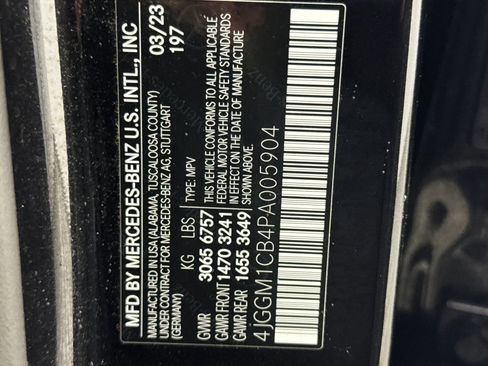 MFD BY MERCEDES-BENZ U.S. INTL., INC
MANUFACTURED IN USA (ALABAMA, TUSCALOOSA COUNTY)
UNDER CONTRACT FOR MERCEDES-BENZ AG, STUTTGART
(GERMANY)
03/23
197
KG LBS
TYPE: MPV
GVWR 3065 6757
GAWR FRONT 1470 3241
GAWR REAR 1655 3649
THIS VEHICLE CONFORMS TO ALL APPLICABLE
FEDERAL MOTOR VEHICLE SAFETY STANDARDS
IN EFFECT ON THE DATE OF MANUFACTURE
SHOWN ABOVE.
4JGGM1CB4PA005904